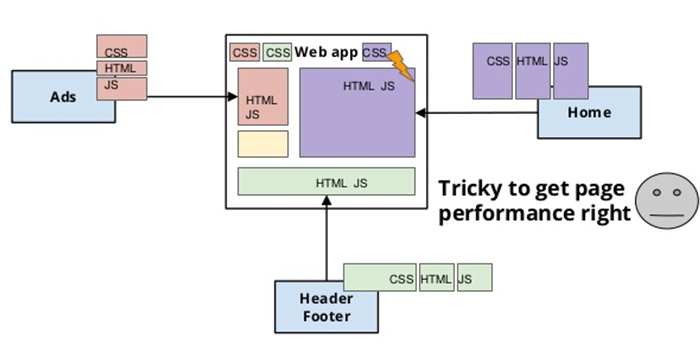 CSS
HTML
JS
Ads
CSS CSS Web app CSS
HTML JS
HTML
JS
HTML JS
CSS HTML JS
Home
Tricky to get page
performance right
CSS HTML JS
Header
Footer